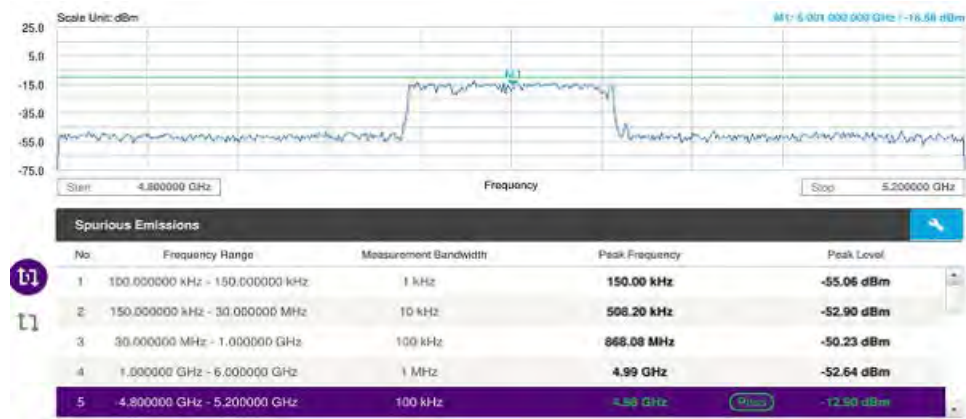 Scale Unit: dBm
M1: 5.001 000 000 GHz / -16.56 dBm
25.0
5.0
-15.0
-35.0
-55.0
-75.0
M1
Start 4.800000 GHz
Frequency
Stop 5.200000 GHz
Spurious Emissions
No Frequency Range Measurement Bandwidth Peak Frequency Peak Level
1 100.000000 kHz - 150.000000 kHz 1 kHz 150.00 kHz -55.06 dBm
2 150.000000 kHz - 30.000000 MHz 10 kHz 508.20 kHz -52.90 dBm
3 30.000000 MHz - 1.000000 GHz 100 kHz 868.08 MHz -50.23 dBm
4 1.000000 GHz - 6.000000 GHz 1 MHz 4.99 GHz -52.64 dBm
5 4.800000 GHz - 5.200000 GHz 100 kHz 4.98 GHz -12.90 dBm